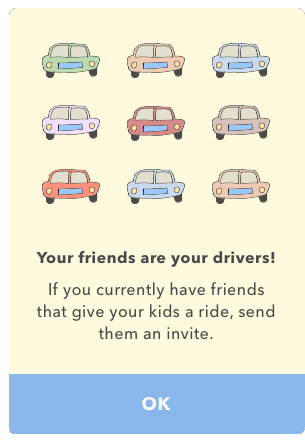 Your friends are your drivers!
If you currently have friends
that give your kids a ride, send
them an invite.
OK